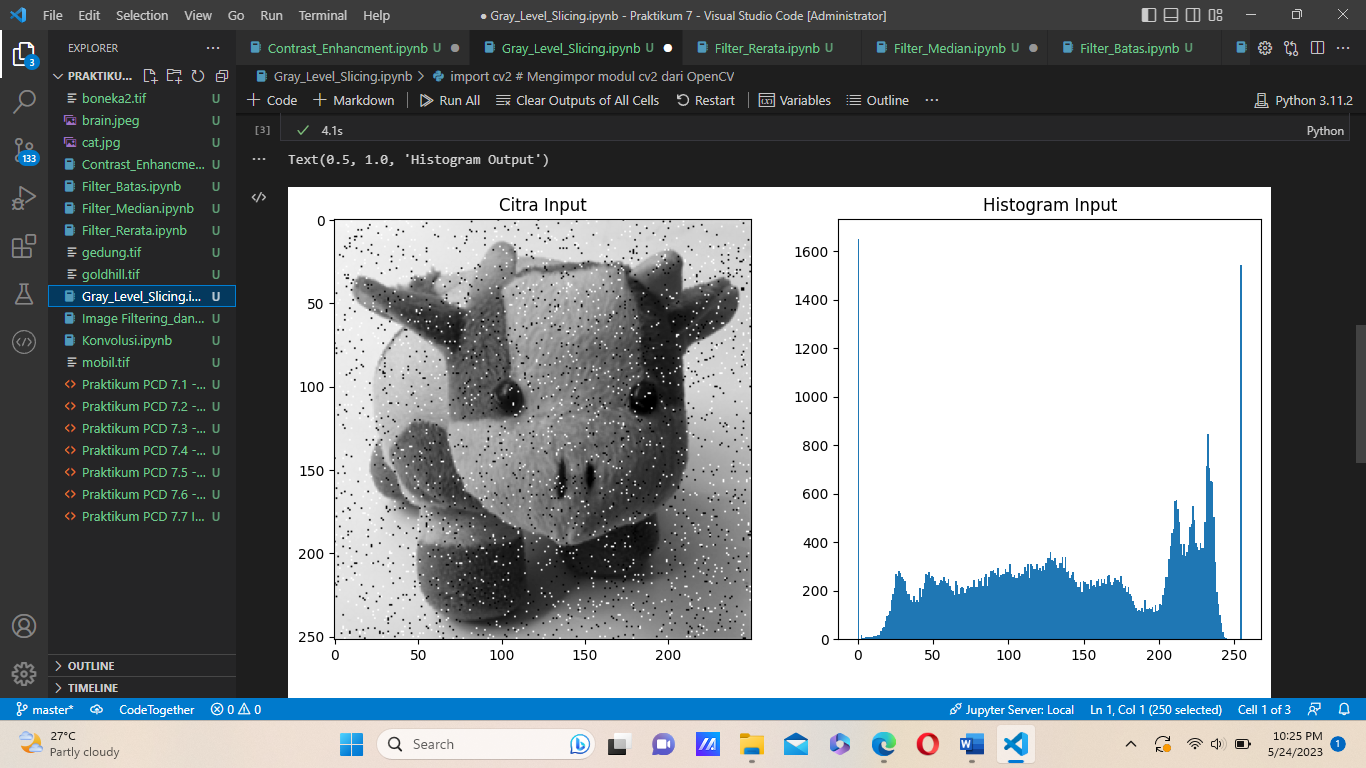 File Edit Selection View Go Run Terminal Help
● Gray_Level_Slicing.ipynb - Praktikum 7 - Visual Studio Code [Administrator]
EXPLORER
Contrast_Enhancment.ipynb U
Gray_Level_Slicing.ipynb U
Filter_Rerata.ipynb U
Filter_Median.ipynb U
Filter_Batas.ipynb U
PRAKTIKU...
boneka2.tif U
brain.jpeg U
cat.jpg U
Contrast_Enhancme... U
Filter_Batas.ipynb U
Filter_Median.ipynb U
Filter_Rerata.ipynb U
gedung.tif U
goldhill.tif U
Gray_Level_Slicing.i... U
Image Filtering_dan... U
Konvolusi.ipynb U
mobil.tif U
Praktikum PCD 7.1 -... U
Praktikum PCD 7.2 -... U
Praktikum PCD 7.3 -... U
Praktikum PCD 7.4 -... U
Praktikum PCD 7.5 -... U
Praktikum PCD 7.6 -... U
Praktikum PCD 7.7 I... U
OUTLINE
TIMELINE
3
133
Gray_Level_Slicing.ipynb > import cv2 # Mengimpor modul cv2 dari OpenCV
+ Code + Markdown Run All Clear Outputs of All Cells Restart Variables Outline ...
Python 3.11.2
[3] ✓ 4.1s
Python
Text(0.5, 1.0, 'Histogram Output')
Citra Input
0
50
100
150
200
250
0 50 100 150 200
Histogram Input
1600
1400
1200
1000
800
600
400
200
0
0 50 100 150 200 250
master* CodeTogether 0 0
Jupyter Server: Local Ln 1, Col 1 (250 selected) Cell 1 of 3
27°C
Partly cloudy
Search
10:25 PM
5/24/2023
1